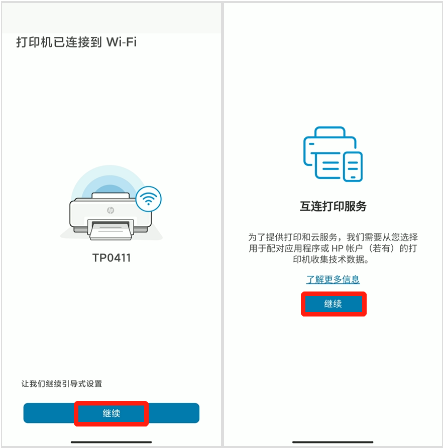 打印机已连接到 Wi-Fi
TP0411
让我们继续引导式设置
继续
互连打印服务
为了提供打印和云服务，我们需要从您选择
用于配对应用程序或 HP 帐户（若有）的打
印机收集技术数据。
了解更多信息
继续